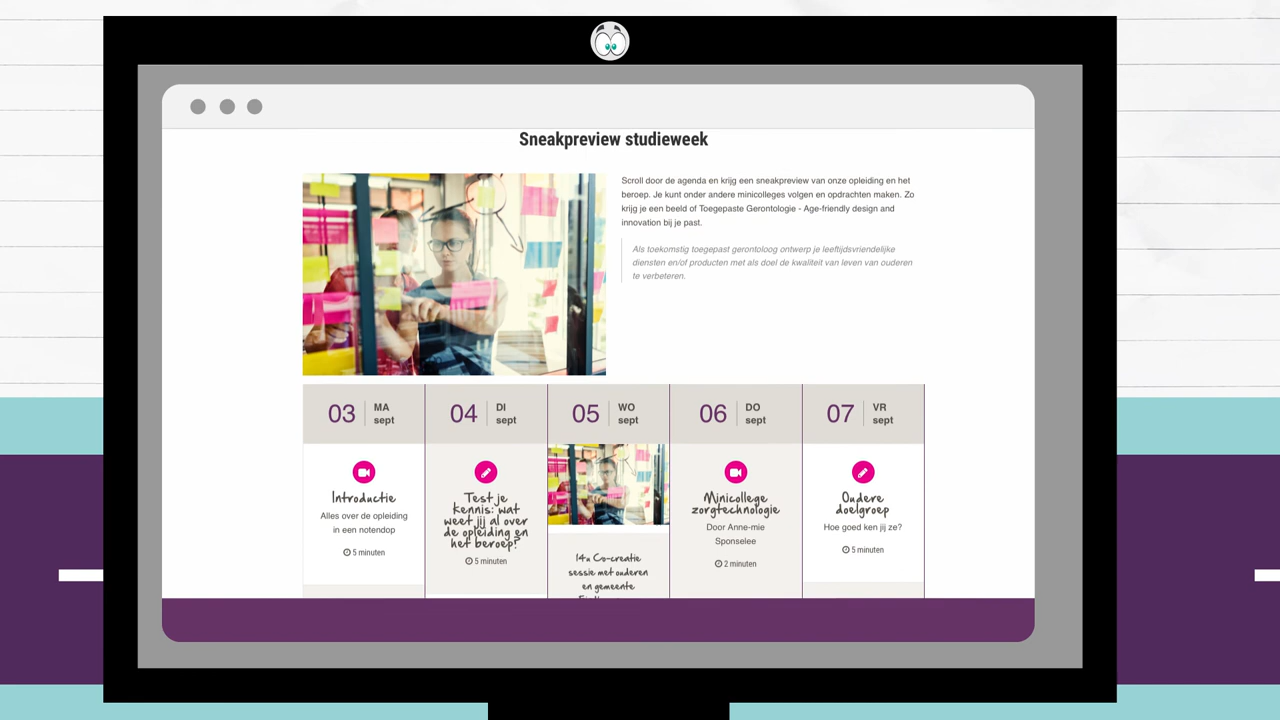 Sneakpreview studieweek
Scroll door de agenda en krijg een sneakpreview van onze opleiding en het
beroep. Je kunt onder andere minicolleges volgen en opdrachten maken. Zo
krijg je een beeld of Toegepaste Gerontologie - Age-friendly design and
innovation bij je past.
Als toekomstig toegepast gerontoloog ontwerp je leeftijdsvriendelijke
diensten en/of producten met als doel de kwaliteit van leven van ouderen
te verbeteren.
03 MA
sept
04 DI
sept
05 WO
sept
06 DO
sept
07 VR
sept
Introductie
Alles over de opleiding
in een notendop
5 minuten
Test je
kennis: wat
weet jij al over
de opleiding en
het beroep?
5 minuten
14u Co-creatie
sessie met ouderen
en gemeente
Minicollege
zorgtechnologie
Door Anne-mie
Sponselee
2 minuten
Oudere
doelgroep
Hoe goed ken jij ze?
5 minuten